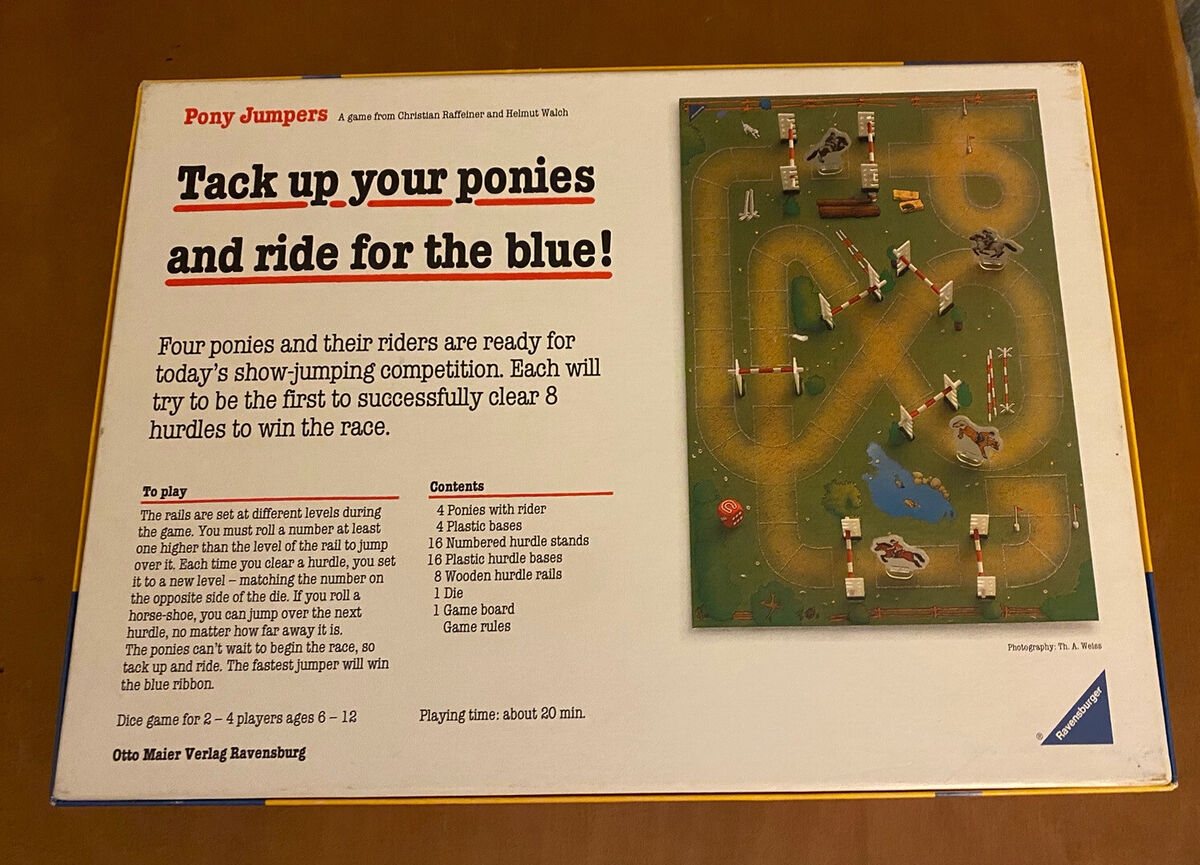 Pony Jumpers A game from Christian Raffeiner and Helmut Walch
Tack up your ponies
and ride for the blue!
Four ponies and their riders are ready for
today's show-jumping competition. Each will
try to be the first to successfully clear 8
hurdles to win the race.
To play
The rails are set at different levels during
the game. You must roll a number at least
one higher than the level of the rail to jump
over it. Each time you clear a hurdle, you set
it to a new level – matching the number on
the opposite side of the die. If you roll a
horse-shoe, you can jump over the next
hurdle, no matter how far away it is.
The ponies can't wait to begin the race, so
tack up and ride. The fastest jumper will win
the blue ribbon.
Contents
4 Ponies with rider
4 Plastic bases
16 Numbered hurdle stands
16 Plastic hurdle bases
8 Wooden hurdle rails
1 Die
1 Game board
Game rules
Dice game for 2 – 4 players ages 6 – 12
Playing time: about 20 min.
Otto Maier Verlag Ravensburg
Photography: Th. A. Weiss
® Ravensburger